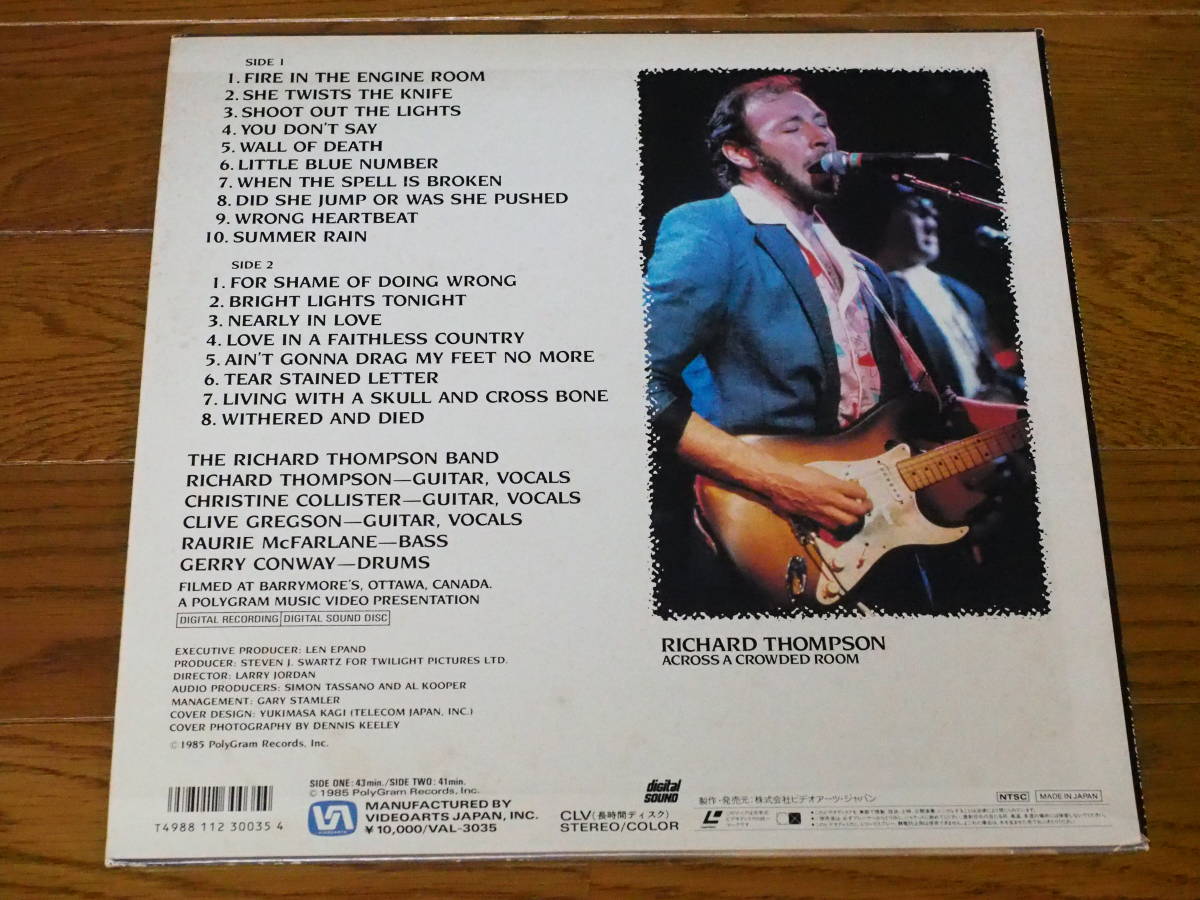 SIDE 1
1. FIRE IN THE ENGINE ROOM
2. SHE TWISTS THE KNIFE
3. SHOOT OUT THE LIGHTS
4. YOU DON'T SAY
5. WALL OF DEATH
6. LITTLE BLUE NUMBER
7. WHEN THE SPELL IS BROKEN
8. DID SHE JUMP OR WAS SHE PUSHED
9. WRONG HEARTBEAT
10. SUMMER RAIN
SIDE 2
1. FOR SHAME OF DOING WRONG
2. BRIGHT LIGHTS TONIGHT
3. NEARLY IN LOVE
4. LOVE IN A FAITHLESS COUNTRY
5. AIN'T GONNA DRAG MY FEET NO MORE
6. TEAR STAINED LETTER
7. LIVING WITH A SKULL AND CROSS BONE
8. WITHERED AND DIED
THE RICHARD THOMPSON BAND
RICHARD THOMPSON—GUITAR, VOCALS
CHRISTINE COLLISTER—GUITAR, VOCALS
CLIVE GREGSON—GUITAR, VOCALS
RAURIE McFARLANE—BASS
GERRY CONWAY—DRUMS
FILMED AT BARRYMORE'S, OTTAWA, CANADA.
A POLYGRAM MUSIC VIDEO PRESENTATION
DIGITAL RECORDING DIGITAL SOUND DISC
EXECUTIVE PRODUCER: LEN EPAND
PRODUCER: STEVEN J. SWARTZ FOR TWILIGHT PICTURES LTD.
DIRECTOR: LARRY JORDAN
AUDIO PRODUCERS: SIMON TASSANO AND AL KOOPER
MANAGEMENT: GARY STAMLER
COVER DESIGN: YUKIMASA KAGI (TELECOM JAPAN, INC.)
COVER PHOTOGRAPHY BY DENNIS KEELEY
© 1985 PolyGram Records, Inc.
RICHARD THOMPSON
ACROSS A CROWDED ROOM
T4988 112 30035 4
SIDE ONE: 43 min./SIDE TWO: 41 min.
© 1985 PolyGram Records, Inc.
VIDEOARTS
MANUFACTURED BY
VIDEOARTS JAPAN, INC.
¥10,000/VAL-3035
CLV(長時間ディスク)
STEREO/COLOR
digital
SOUND
製作・発売元：株式会社ビデオアーツ・ジャパン
NTSC
MADE IN JAPAN